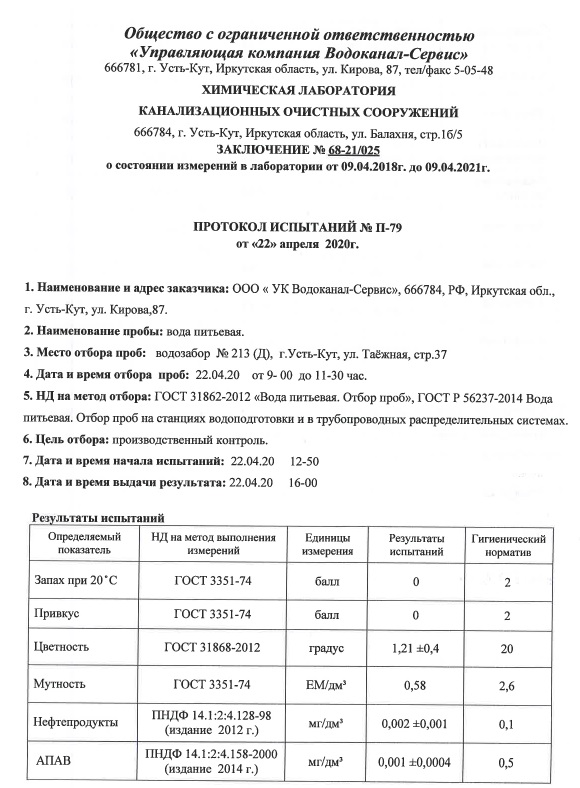 Общество с ограниченной ответственностью
«Управляющая компания Водоканал-Сервис»
666781, г. Усть-Кут, Иркутская область, ул. Кирова, 87, тел/факс 5-05-48
ХИМИЧЕСКАЯ ЛАБОРАТОРИЯ
КАНАЛИЗАЦИОННЫХ ОЧИСТНЫХ СООРУЖЕНИЙ
666784, г. Усть-Кут, Иркутская область, ул. Балахня, стр.1б/5
ЗАКЛЮЧЕНИЕ № 68-21/025
о состоянии измерений в лаборатории от 09.04.2018г. до 09.04.2021г.
ПРОТОКОЛ ИСПЫТАНИЙ № П-79
от «22» апреля 2020г.
1. Наименование и адрес заказчика: ООО « УК Водоканал-Сервис», 666784, РФ, Иркутская обл.,
г. Усть-Кут, ул. Кирова,87.
2. Наименование пробы: вода питьевая.
3. Место отбора проб: водозабор № 213 (Д), г.Усть-Кут, ул. Таёжная, стр.37
4. Дата и время отбора проб: 22.04.20 от 9- 00 до 11-30 час.
5. НД на метод отбора: ГОСТ 31862-2012 «Вода питьевая. Отбор проб», ГОСТ Р 56237-2014 Вода
питьевая. Отбор проб на станциях водоподготовки и в трубопроводных распределительных системах.
6. Цель отбора: производственный контроль.
7. Дата и время начала испытаний: 22.04.20 12-50
8. Дата и время выдачи результата: 22.04.20 16-00
Результаты испытаний
Определяемый показатель НД на метод выполнения измерений Единицы измерения Результаты испытаний Гигиенический норматив
Запах при 20˚С ГОСТ 3351-74 балл 0 2
Привкус ГОСТ 3351-74 балл 0 2
Цветность ГОСТ 31868-2012 градус 1,21 ±0,4 20
Мутность ГОСТ 3351-74 ЕМ/дм³ 0,58 2,6
Нефтепродукты ПНДФ 14.1:2:4.128-98 (издание 2012 г.) мг/дм³ 0,002 ±0,001 0,1
АПАВ ПНДФ 14.1:2:4.158-2000 (издание 2014 г.) мг/дм³ 0,001 ±0,0004 0,5